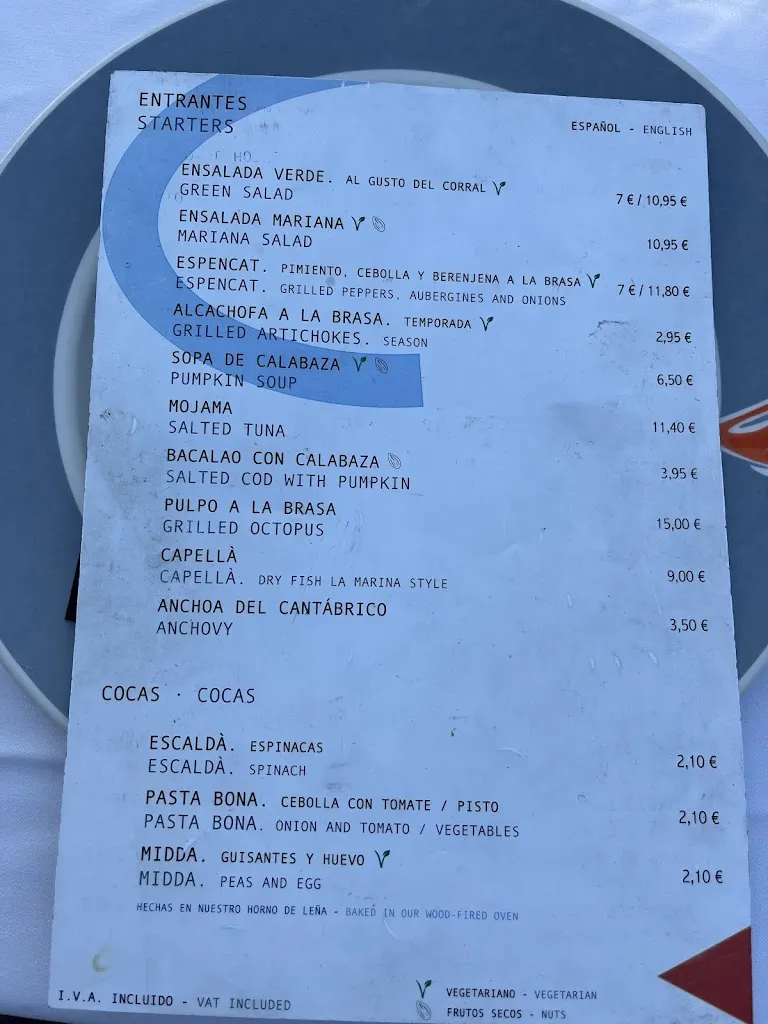 ENTRANTES
STARTERS
ESPAÑOL - ENGLISH
ENSALADA VERDE. AL GUSTO DEL CORRAL
GREEN SALAD
7 € / 10,95 €
ENSALADA MARIANA
MARIANA SALAD
10,95 €
ESPENCAT. PIMIENTO, CEBOLLA Y BERENJENA A LA BRASA
ESPENCAT. GRILLED PEPPERS, AUBERGINES AND ONIONS
7 € / 11,80 €
ALCACHOFA A LA BRASA. TEMPORADA
GRILLED ARTICHOKES. SEASON
2,95 €
SOPA DE CALABAZA
PUMPKIN SOUP
6,50 €
MOJAMA
SALTED TUNA
11,40 €
BACALAO CON CALABAZA
SALTED COD WITH PUMPKIN
3,95 €
PULPO A LA BRASA
GRILLED OCTOPUS
15,00 €
CAPELLÀ
CAPELLÀ. DRY FISH LA MARINA STYLE
9,00 €
ANCHOA DEL CANTÁBRICO
ANCHOVY
3,50 €
COCAS · COCAS
ESCALDÀ. ESPINACAS
ESCALDÀ. SPINACH
2,10 €
PASTA BONA. CEBOLLA CON TOMATE / PISTO
PASTA BONA. ONION AND TOMATO / VEGETABLES
2,10 €
MIDDA. GUISANTES Y HUEVO
MIDDA. PEAS AND EGG
2,10 €
HECHAS EN NUESTRO HORNO DE LEÑA - BAKED IN OUR WOOD-FIRED OVEN
I.V.A. INCLUIDO - VAT INCLUDED
VEGETARIANO - VEGETARIAN
FRUTOS SECOS - NUTS